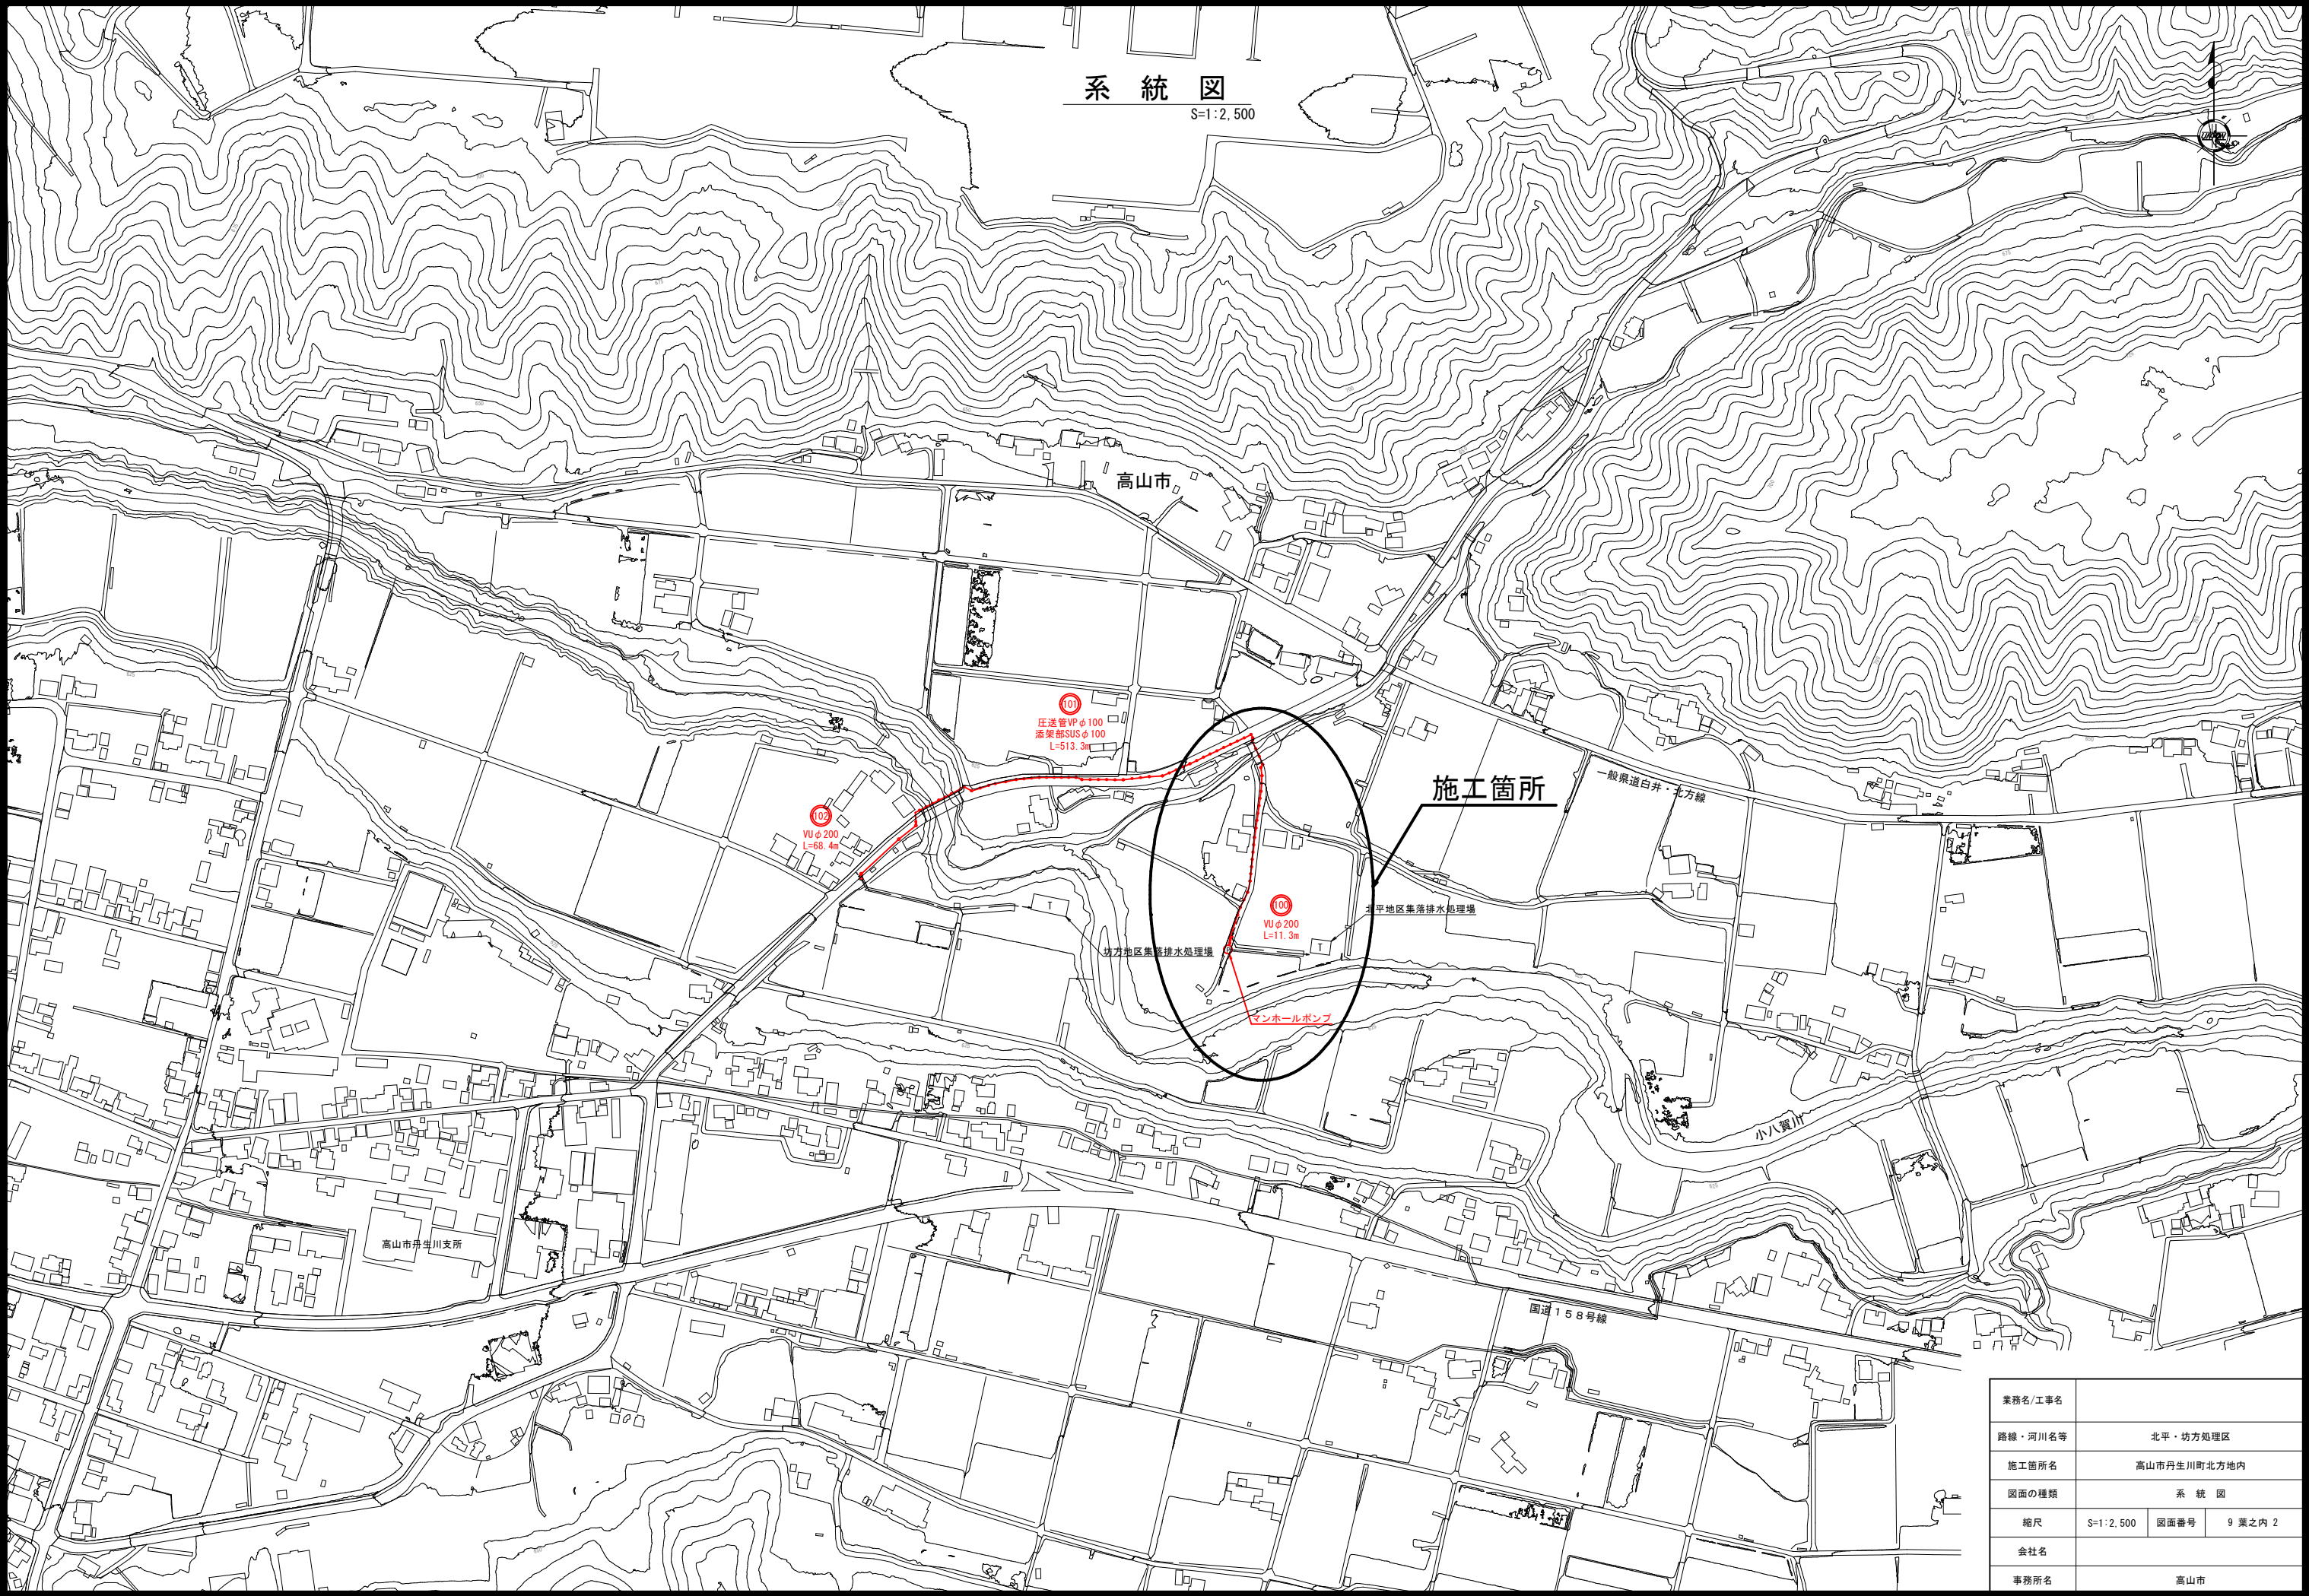 系 統 図
S=1:2,500
高山市
101
圧送管VPφ100
添架部SUSφ100
L=513.3m
102
VUφ200
L=68.4m
施工箇所
一般県道白井・北方線
100
VUφ200
L=11.3m
北平地区集落排水処理場
T
T
坊方地区集落排水処理場
マンホールポンプ
小八賀川
高山市丹生川支所
国道158号線
業務名/工事名
路線・河川名等 北平・坊方処理区
施工箇所名 高山市丹生川町北方地内
図面の種類 系 統 図
縮尺 S=1:2,500 図面番号 9 葉之内 2
会社名
事務所名 高山市